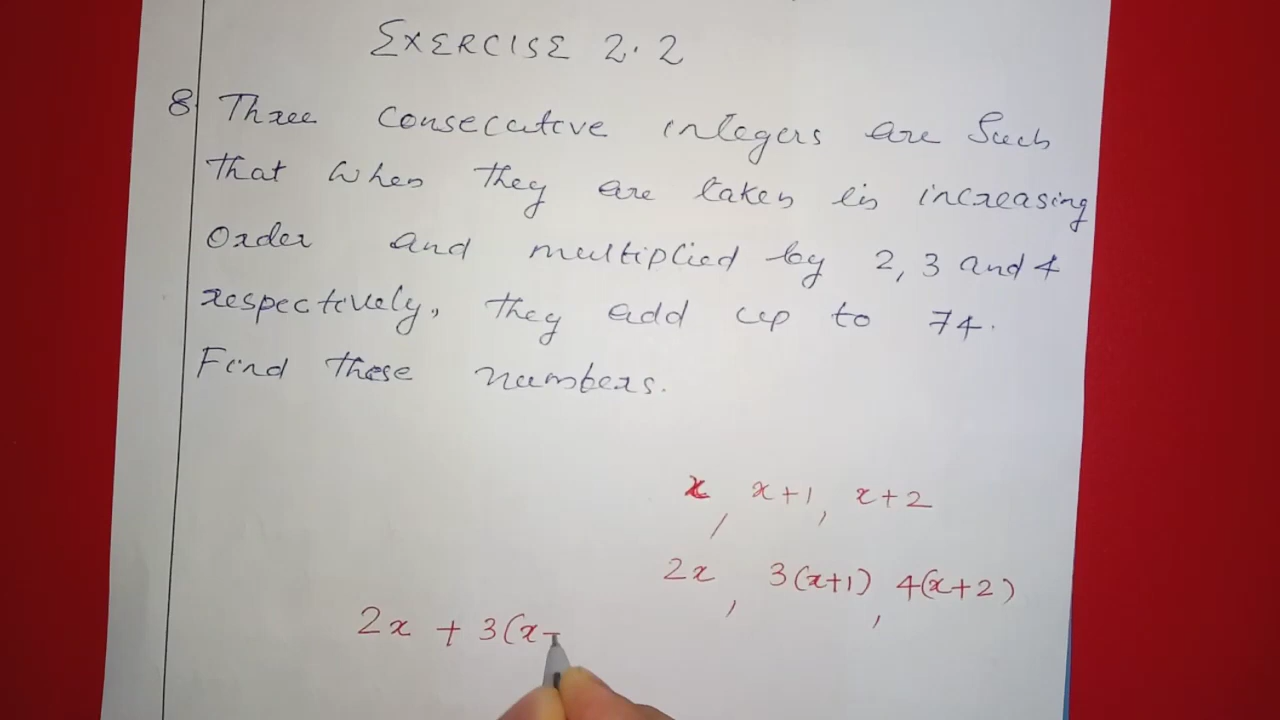 EXERCISE 2.2
8. Three consecutive integers are such
that when they are taken in increasing
order and multiplied by 2, 3 and 4
respectively, they add up to 74.
Find these numbers.
x, x+1, x+2
2x, 3(x+1), 4(x+2)
2x + 3(x-